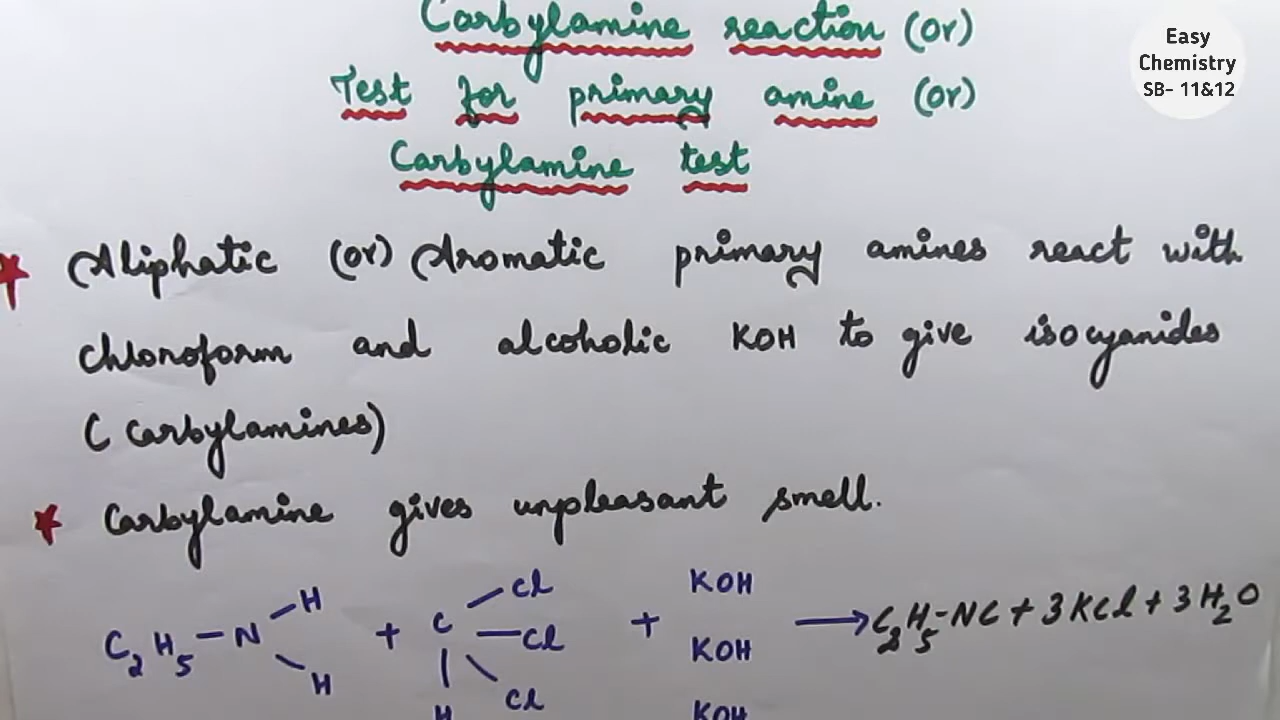 Carbylamine reaction (or)
Easy
Chemistry
SB- 11&12
Test for primary amine (or)
Carbylamine test
Aliphatic (or) Aromatic primary amines react with
chloroform and alcoholic KOH to give isocyanides
(carbylamines)
Carbylamine gives unpleasant smell.
C₂H₅-N-H H + C-Cl Cl Cl H + KOH KOH KOH → C₂H₅-NC + 3KCl + 3H₂O